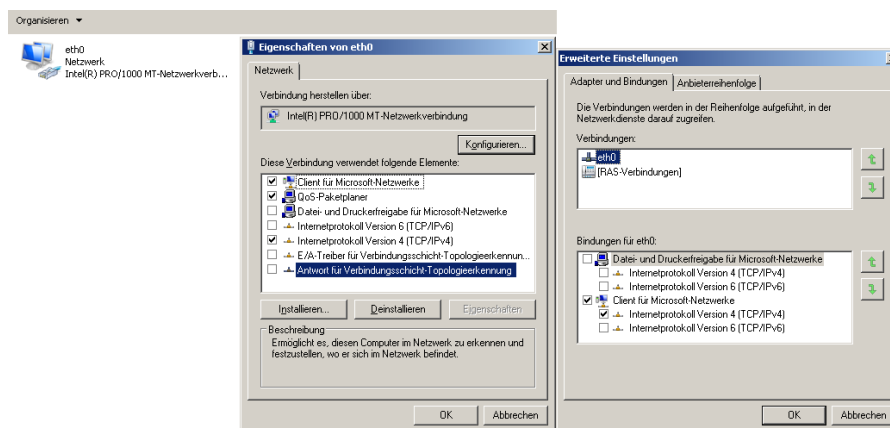 Organisieren
eth0
Netzwerk
Intel(R) PRO/1000 MT-Netzwerkverb...
Eigenschaften von eth0
Netzwerk
Verbindung herstellen über:
Intel(R) PRO/1000 MT-Netzwerkverbindung
Konfigurieren...
Diese Verbindung verwendet folgende Elemente:
Client für Microsoft-Netzwerke
QoS-Paketplaner
Datei- und Druckerfreigabe für Microsoft-Netzwerke
Internetprotokoll Version 6 (TCP/IPv6)
Internetprotokoll Version 4 (TCP/IPv4)
E/A-Treiber für Verbindungsschicht-Topologieerkennun...
Antwort für Verbindungsschicht-Topologieerkennung
Installieren...
Deinstallieren
Eigenschaften
Beschreibung
Ermöglicht es, diesen Computer im Netzwerk zu erkennen und
festzustellen, wo er sich im Netzwerk befindet.
OK
Abbrechen
Erweiterte Einstellungen
Adapter und Bindungen
Anbieterreihenfolge
Die Verbindungen werden in der Reihenfolge aufgeführt, in der
Netzwerkdienste darauf zugreifen.
Verbindungen:
eth0
[RAS-Verbindungen]
Bindungen für eth0:
Datei- und Druckerfreigabe für Microsoft-Netzwerke
Internetprotokoll Version 4 (TCP/IPv4)
Internetprotokoll Version 6 (TCP/IPv6)
Client für Microsoft-Netzwerke
Internetprotokoll Version 4 (TCP/IPv4)
Internetprotokoll Version 6 (TCP/IPv6)
OK
Abbrechen